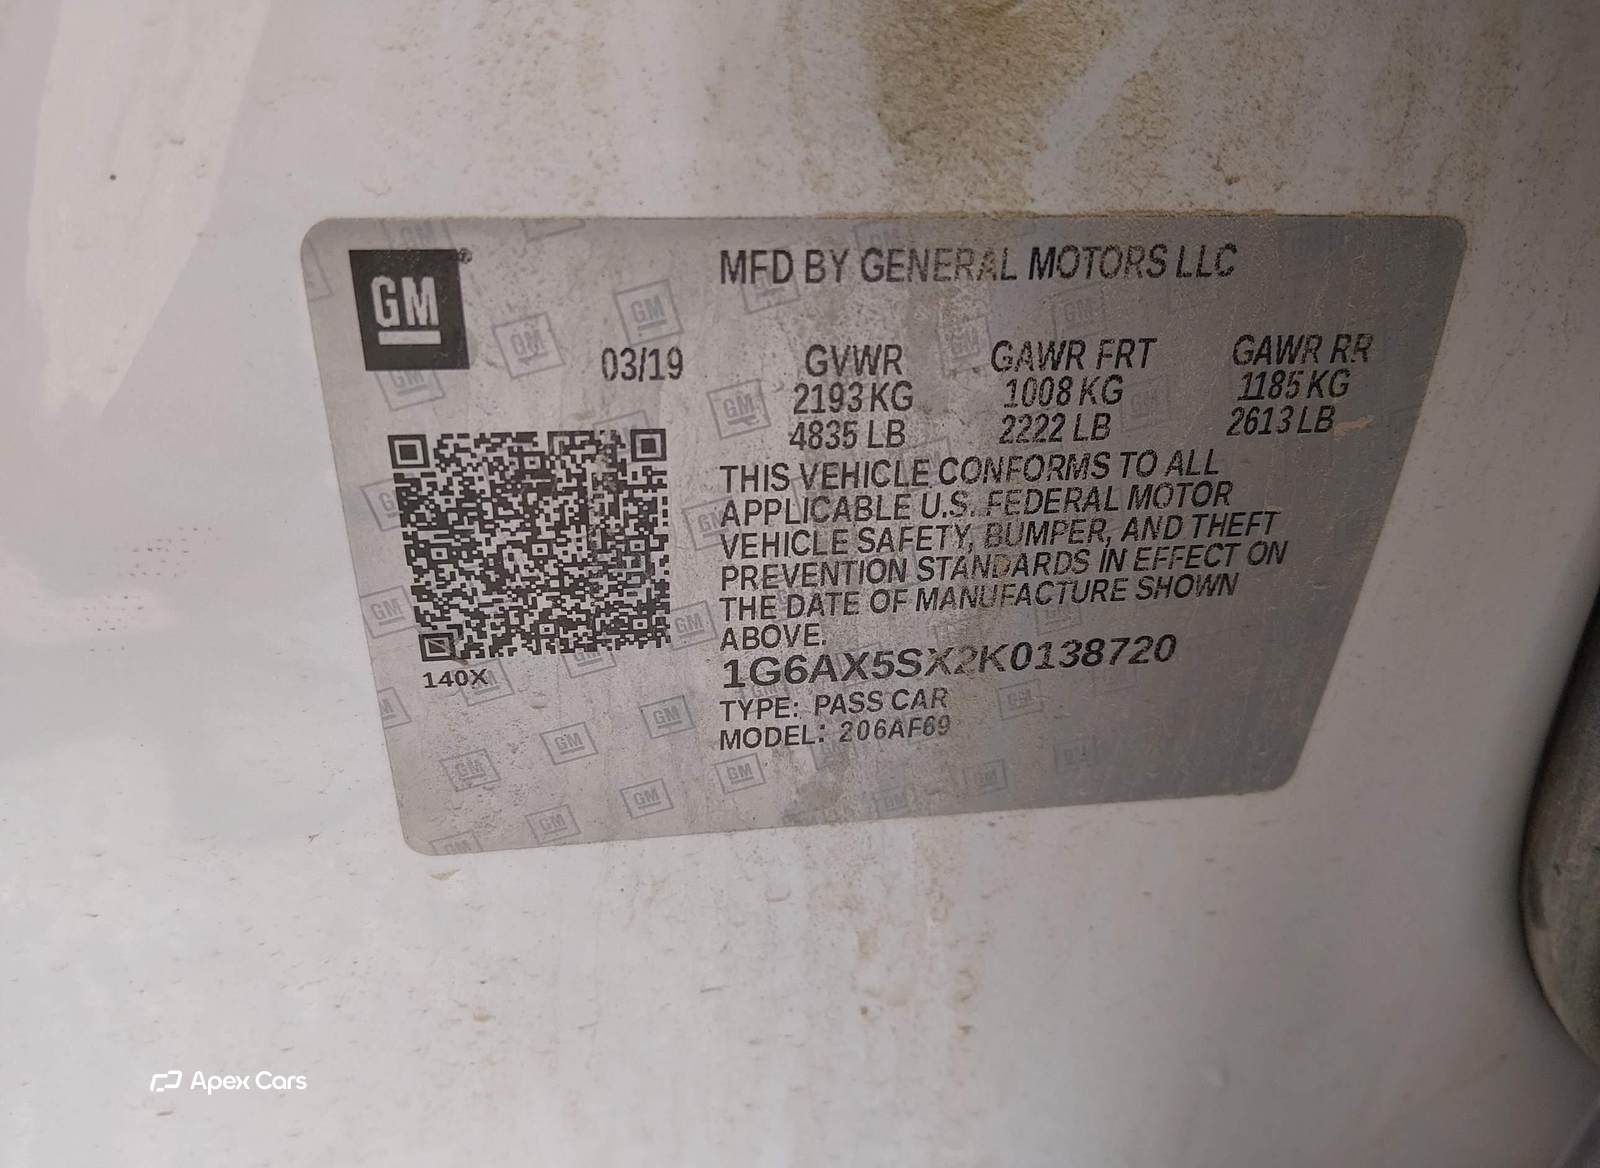 GM
MFD BY GENERAL MOTORS LLC
03/19 GVWR GAWR FRT GAWR RR
2193 KG 1008 KG 1185 KG
4835 LB 2222 LB 2613 LB
THIS VEHICLE CONFORMS TO ALL
APPLICABLE U.S. FEDERAL MOTOR
VEHICLE SAFETY, BUMPER, AND THEFT
PREVENTION STANDARDS IN EFFECT ON
THE DATE OF MANUFACTURE SHOWN
ABOVE.
1G6AX5SX2K0138720
140X
TYPE: PASS CAR
MODEL: 206AF69
Apex Cars